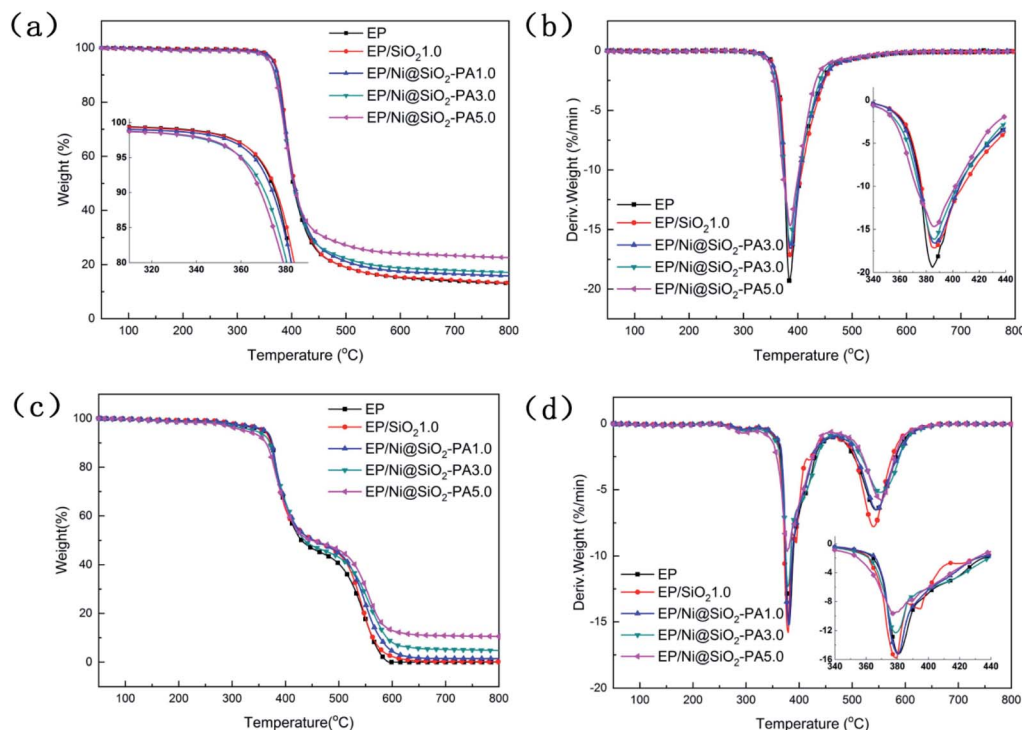 (a)
EP
EP/SiO₂1.0
EP/Ni@SiO₂-PA1.0
EP/Ni@SiO₂-PA3.0
EP/Ni@SiO₂-PA5.0
Weight (%)
100
80
60
40
20
0
100
95
90
85
80
320 340 360 380
100 200 300 400 500 600 700 800
Temperature (°C)
(b)
Deriv.Weight (%/min )
0
-5
-10
-15
-20
0
-5
-10
-15
-20
340 360 380 400 420 440
EP
EP/SiO₂1.0
EP/Ni@SiO₂-PA3.0
EP/Ni@SiO₂-PA3.0
EP/Ni@SiO₂-PA5.0
100 200 300 400 500 600 700 800
Temperature (°C)
(c)
EP
EP/SiO₂1.0
EP/Ni@SiO₂-PA1.0
EP/Ni@SiO₂-PA3.0
EP/Ni@SiO₂-PA5.0
Weight(%)
100
80
60
40
20
0
100 200 300 400 500 600 700 800
Temperature(°C)
(d)
Deriv.Weight (%/min)
0
-5
-10
-15
-20
EP
EP/SiO₂1.0
EP/Ni@SiO₂-PA1.0
EP/Ni@SiO₂-PA3.0
EP/Ni@SiO₂-PA5.0
0
-4
-8
-12
-16
340 360 380 400 420 440
100 200 300 400 500 600 700 800
Temperature (°C)